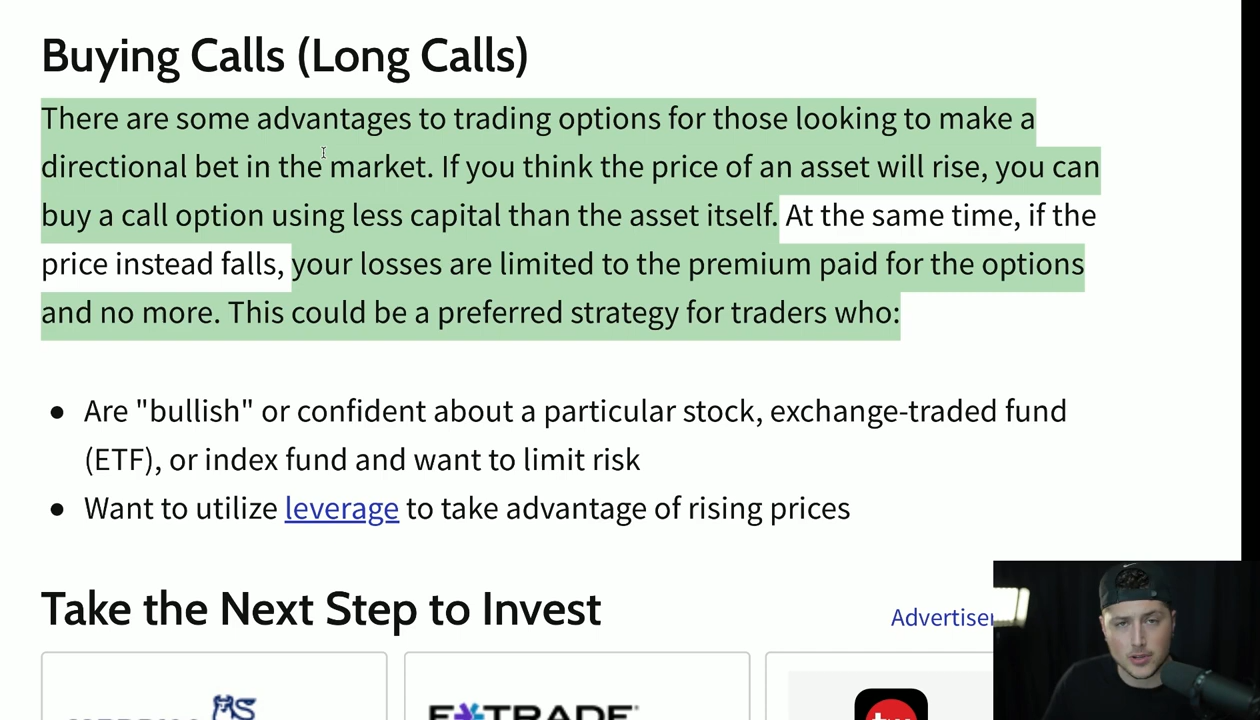 Buying Calls (Long Calls)
There are some advantages to trading options for those looking to make a
directional bet in the market. If you think the price of an asset will rise, you can
buy a call option using less capital than the asset itself. At the same time, if the
price instead falls, your losses are limited to the premium paid for the options
and no more. This could be a preferred strategy for traders who:
● Are "bullish" or confident about a particular stock, exchange-traded fund
(ETF), or index fund and want to limit risk
● Want to utilize leverage to take advantage of rising prices
Take the Next Step to Invest